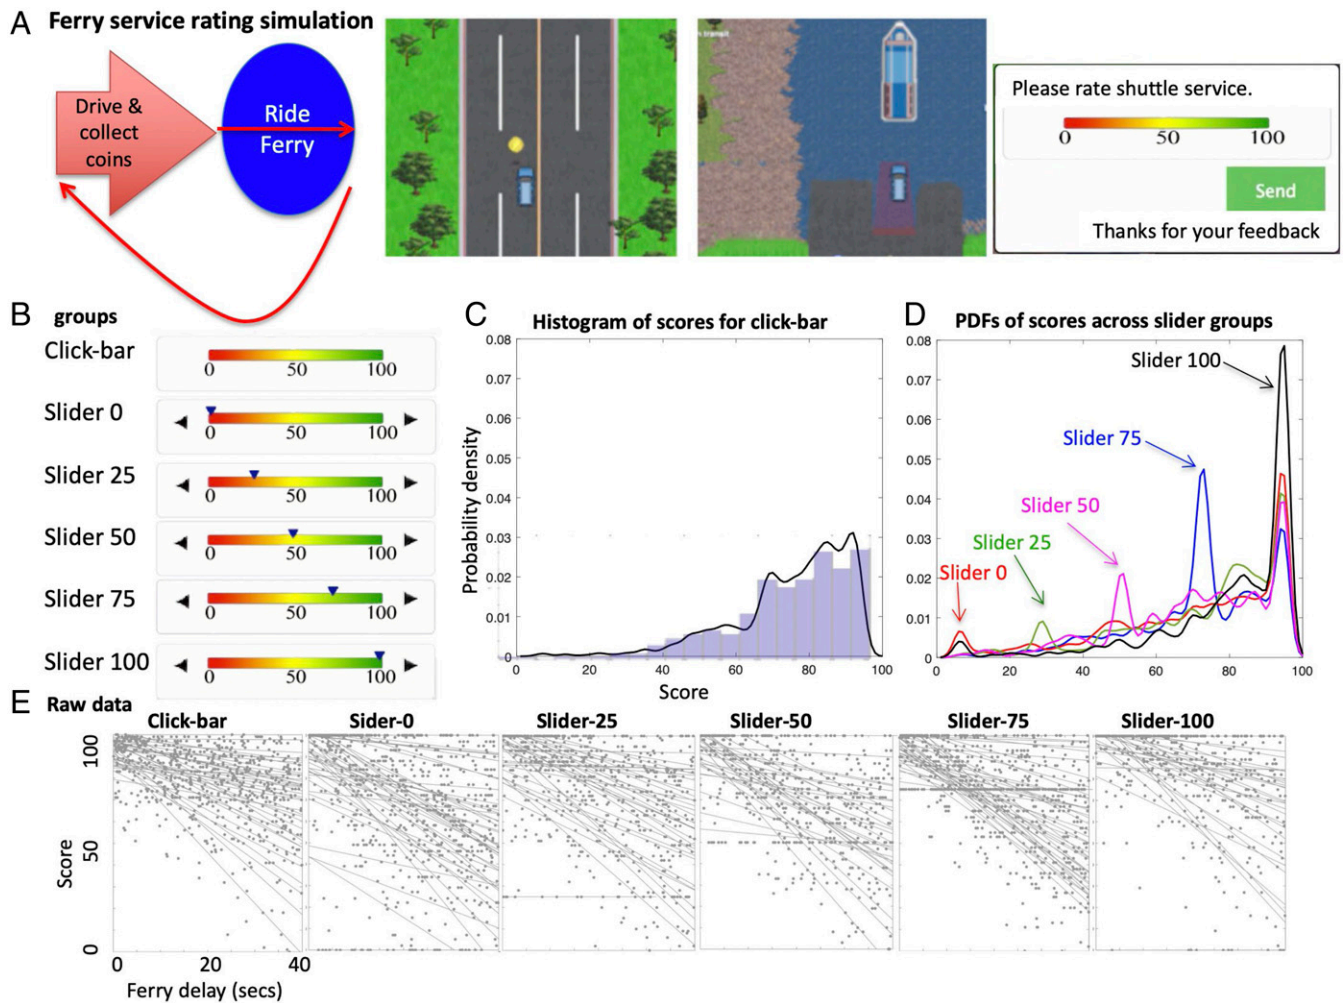 A Ferry service rating simulation
Drive &
collect
coins
Ride
Ferry
n transit
Please rate shuttle service.
0 50 100
Send
Thanks for your feedback
B groups
Click-bar
0 50 100
Slider 0
0 50 100
Slider 25
0 50 100
Slider 50
0 50 100
Slider 75
0 50 100
Slider 100
0 50 100
C Histogram of scores for click-bar
Probability density
0.08
0.07
0.06
0.05
0.04
0.03
0.02
0.01
0
20 40 60 80 100
Score
D PDFs of scores across slider groups
0.08
0.07
0.06
0.05
0.04
0.03
0.02
0.01
0
Slider 100
Slider 75
Slider 50
Slider 25
Slider 0
0 20 40 60 80 100
E Raw data
Click-bar Sider-0 Slider-25 Slider-50 Slider-75 Slider-100
Score
100
50
0
0 20 40
Ferry delay (secs)